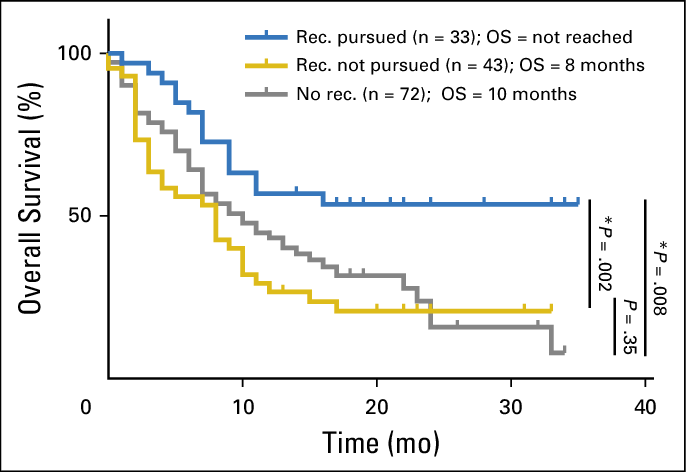 Rec. pursued (n = 33); OS = not reached
Rec. not pursued (n = 43); OS = 8 months
No rec. (n = 72); OS = 10 months
Overall Survival (%)
100
50
0
10
20
30
40
Time (mo)
*P = .002
P = .35
*P = .008